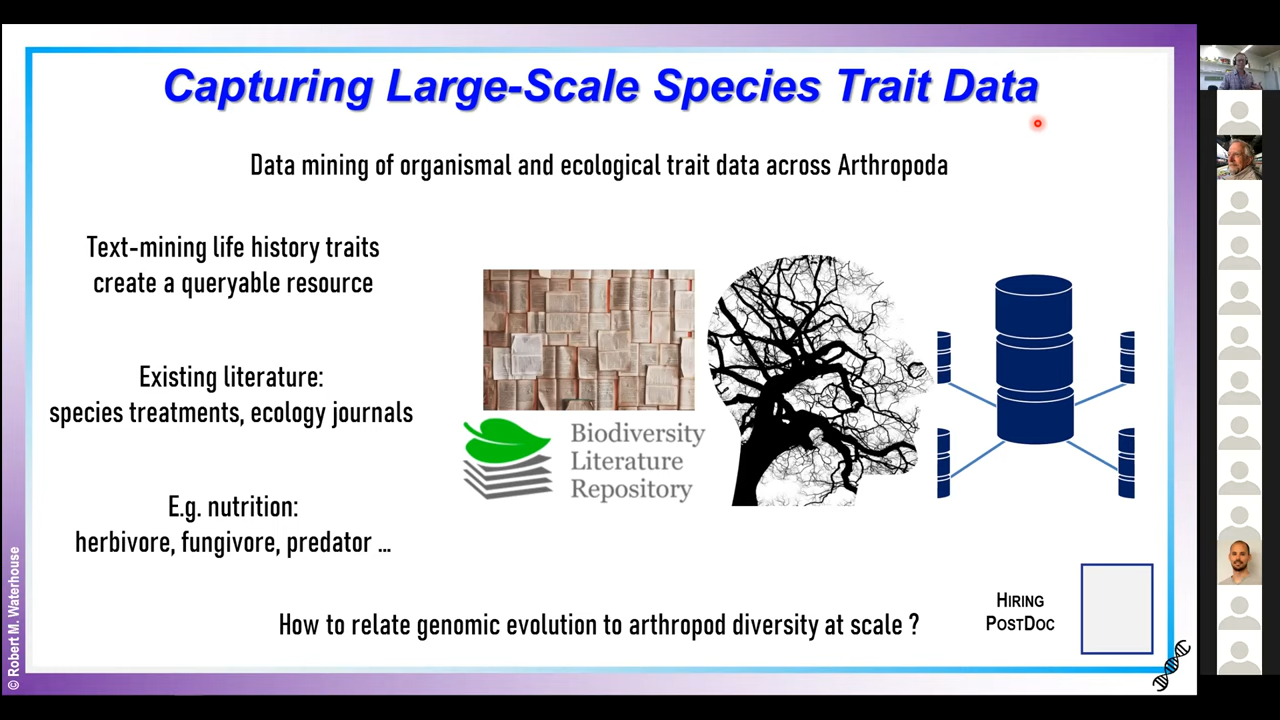 Capturing Large-Scale Species Trait Data
Data mining of organismal and ecological trait data across Arthropoda
Text-mining life history traits
create a queryable resource
Existing literature:
species treatments, ecology journals
E.g. nutrition:
herbivore, fungivore, predator ...
Biodiversity
Literature
Repository
How to relate genomic evolution to arthropod diversity at scale ?
HIRING
POSTDOC
© Robert M. Waterhouse